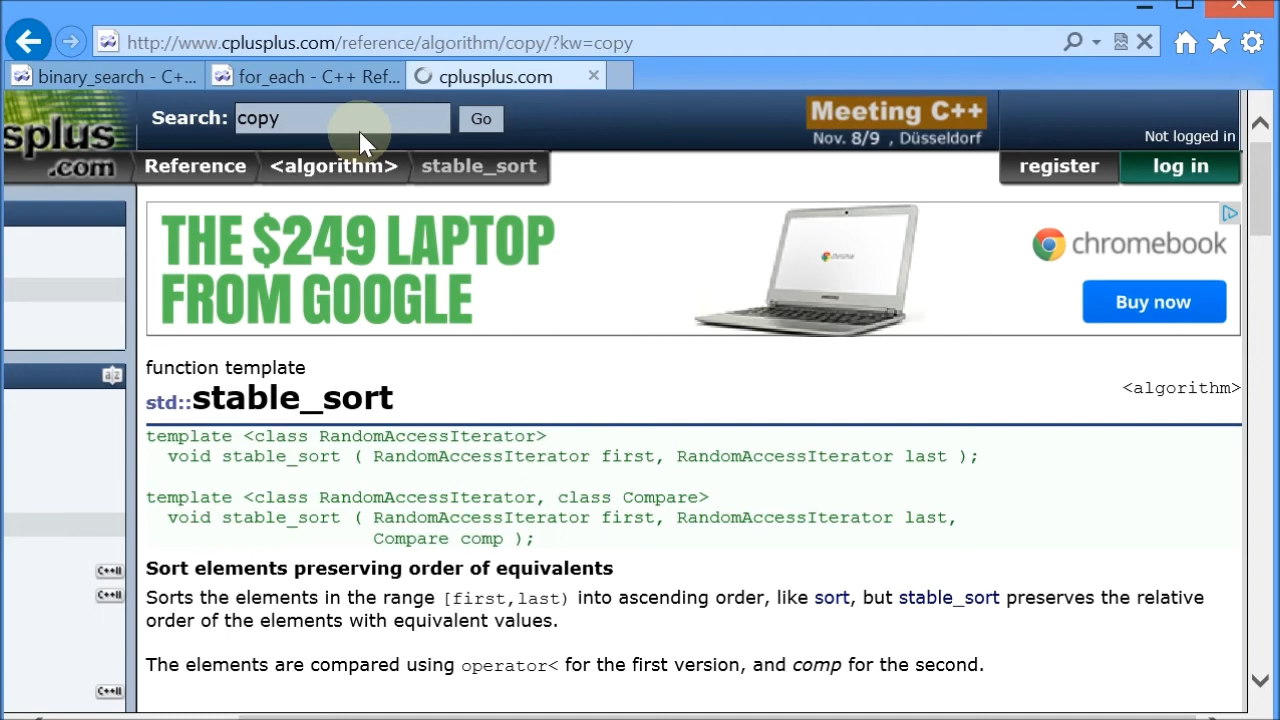 http://www.cplusplus.com/reference/algorithm/copy/?kw=copy
binary_search - C+...
for_each - C++ Ref...
cplusplus.com
Search: copy Go
Meeting C++
Nov. 8/9 , Düsseldorf
Not logged in
splus
.com
Reference <algorithm> stable_sort
register log in
THE $249 LAPTOP
FROM GOOGLE
chromebook
Buy now
function template
std::stable_sort
<algorithm>
template <class RandomAccessIterator>
void stable_sort ( RandomAccessIterator first, RandomAccessIterator last );
template <class RandomAccessIterator, class Compare>
void stable_sort ( RandomAccessIterator first, RandomAccessIterator last,
Compare comp );
Sort elements preserving order of equivalents
Sorts the elements in the range [first,last) into ascending order, like sort, but stable_sort preserves the relative
order of the elements with equivalent values.
The elements are compared using operator< for the first version, and comp for the second.
C++11
C++11
C++11